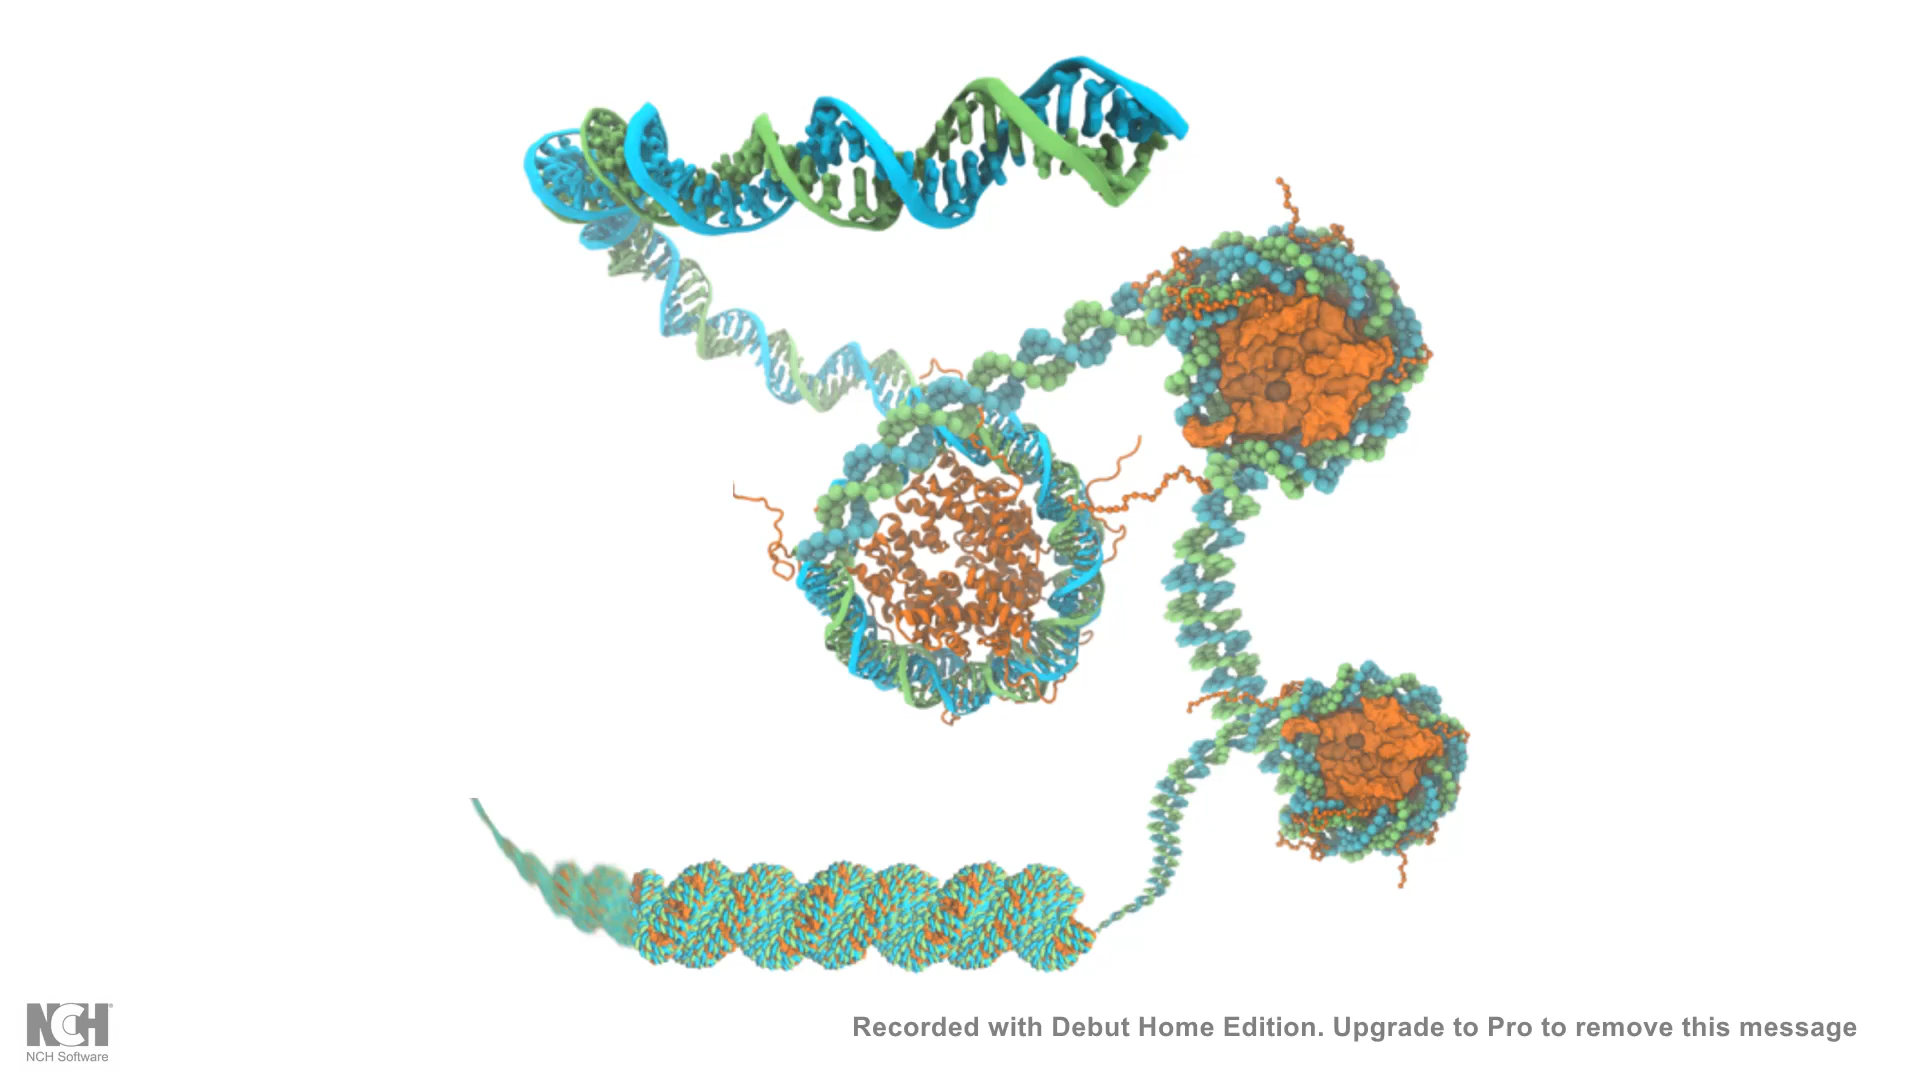 NCH
NCH Software
Recorded with Debut Home Edition. Upgrade to Pro to remove this message